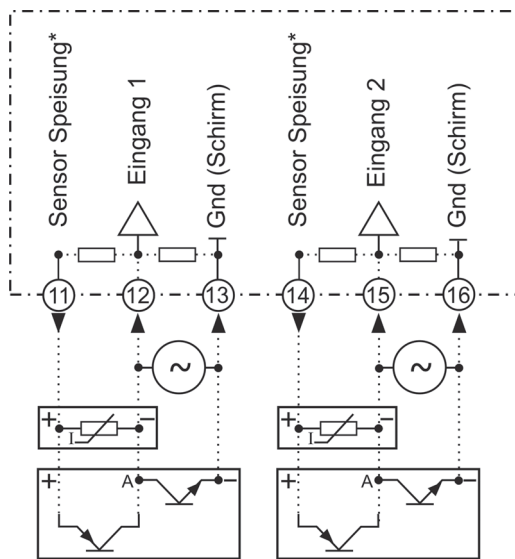 Sensor Speisung*
Eingang 1
Gnd (Schirm)
Sensor Speisung*
Eingang 2
Gnd (Schirm)
11 12 13 14 15 16
~ ~
+ − + −
I I
+ A − + A −